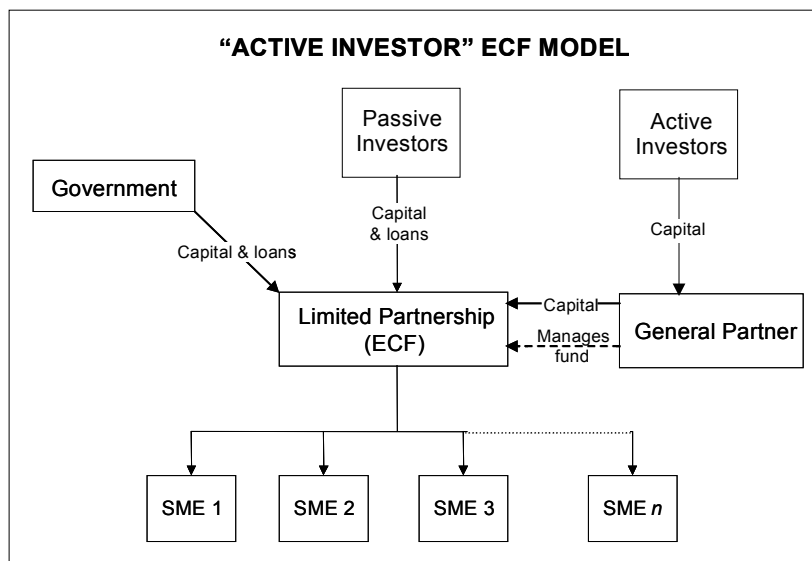 “ACTIVE INVESTOR” ECF MODEL
Passive
Investors
Active
Investors
Government
Capital
& loans
Capital
Capital & loans
Limited Partnership
(ECF)
Capital
Manages
fund
General Partner
SME 1
SME 2
SME 3
SME n